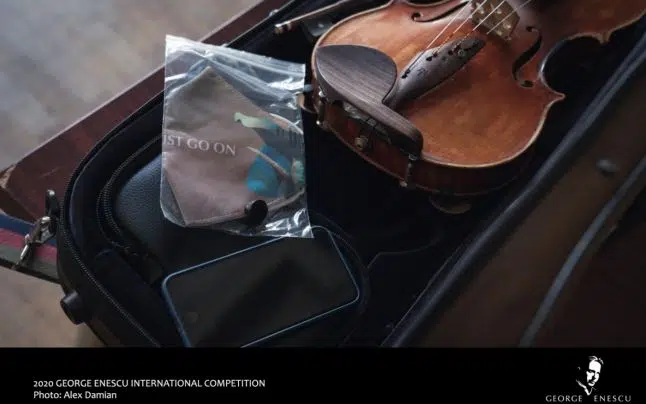 ST GO ON
2020 GEORGE ENESCU INTERNATIONAL COMPETITION
Photo: Alex Damian
GEORGE ENESCU